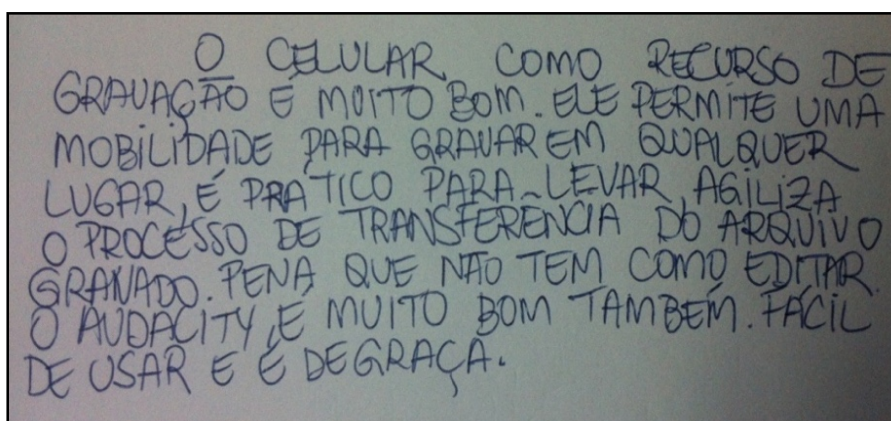 O CELULAR COMO RECURSO DE
GRAVAÇÃO É MUITO BOM. ELE PERMITE UMA
MOBILIDADE PARA GRAVAR EM QUALQUER
LUGAR, É PRATICO PARA LEVAR, AGILIZA
O PROCESSO DE TRANSFERÊNCIA DO ARQUIVO
GRAVADO. PENA QUE NÃO TEM COMO EDITAR.
O AUDACITY, É MUITO BOM TAMBÉM. FÁCIL
DE USAR E É DE GRAÇA.